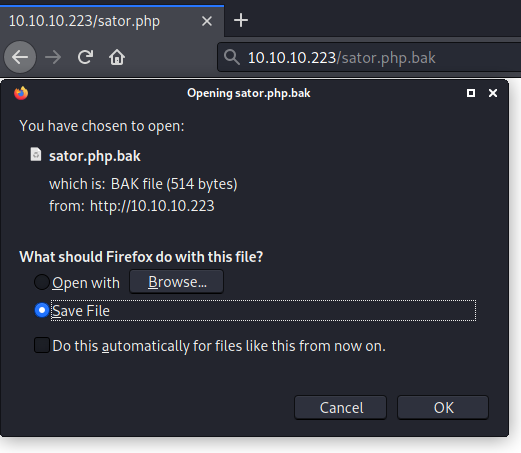 10.10.10.223/sator.php
10.10.10.223/sator.php.bak
Opening sator.php.bak
You have chosen to open:
sator.php.bak
which is: BAK file (514 bytes)
from: http://10.10.10.223
What should Firefox do with this file?
Open with Browse...
Save File
Do this automatically for files like this from now on.
Cancel OK